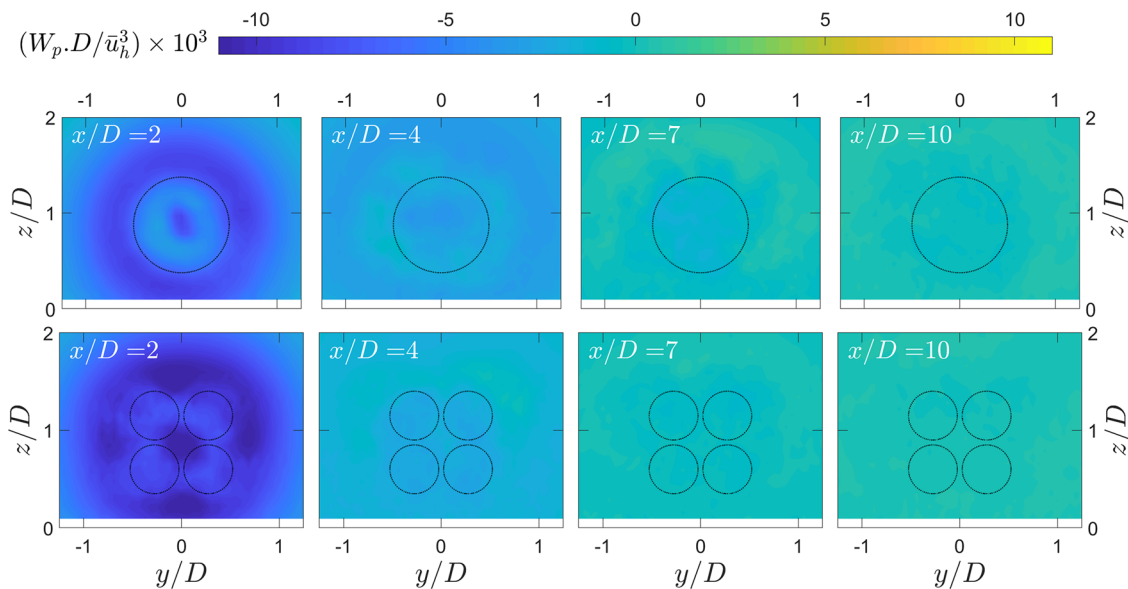 -10 -5 0 5 10
(W_p.D/ū_h^3) × 10^3
-1 0 1 -1 0 1 -1 0 1 -1 0 1
2 x/D =2 x/D =4 x/D =7 x/D =10 2
z/D 1 1 z/D
0 0
2 x/D =2 x/D =4 x/D =7 x/D =10 2
z/D 1 1 z/D
0 0
-1 0 1 -1 0 1 -1 0 1 -1 0 1
y/D y/D y/D y/D